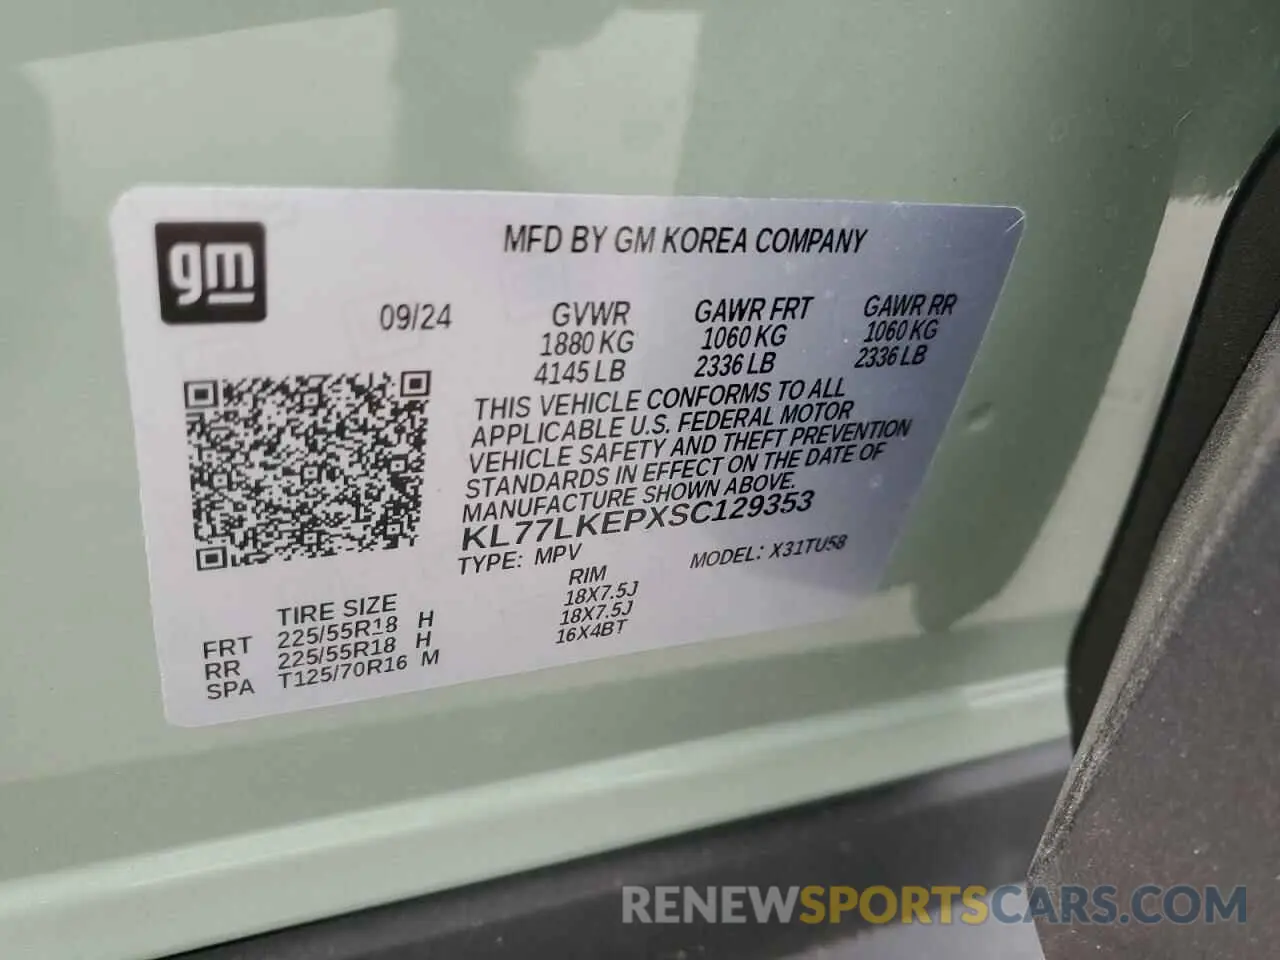 gm
MFD BY GM KOREA COMPANY
09/24 GVWR GAWR FRT GAWR RR
1880 KG 1060 KG 1060 KG
4145 LB 2336 LB 2336 LB
THIS VEHICLE CONFORMS TO ALL
APPLICABLE U.S. FEDERAL MOTOR
VEHICLE SAFETY AND THEFT PREVENTION
STANDARDS IN EFFECT ON THE DATE OF
MANUFACTURE SHOWN ABOVE.
KL77LKEPXSC129353
TYPE: MPV MODEL: X31TU58
TIRE SIZE RIM
FRT 225/55R18 H 18X7.5J
RR 225/55R18 H 18X7.5J
SPA T125/70R16 M 16X4BT
RENEWSPORTSCARS.COM